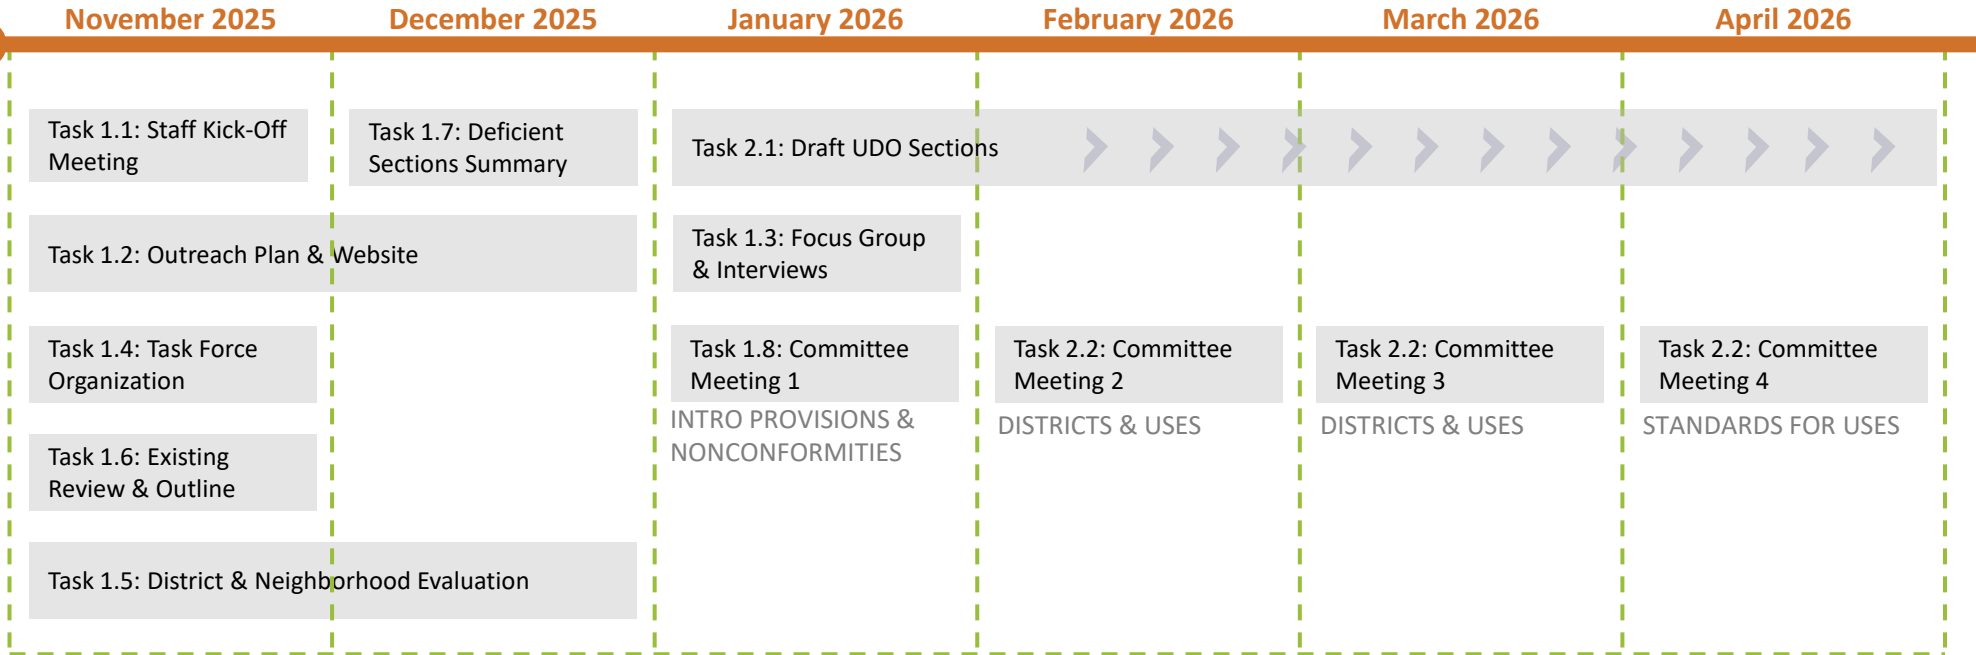 November 2025
December 2025
January 2026
February 2026
March 2026
April 2026
Task 1.1: Staff Kick-Off
Meeting
Task 1.7: Deficient
Sections Summary
Task 2.1: Draft UDO Sections
Task 1.2: Outreach Plan & Website
Task 1.3: Focus Group
& Interviews
Task 1.4: Task Force
Organization
Task 1.8: Committee
Meeting 1
INTRO PROVISIONS &
NONCONFORMITIES
Task 2.2: Committee
Meeting 2
DISTRICTS & USES
Task 2.2: Committee
Meeting 3
DISTRICTS & USES
Task 2.2: Committee
Meeting 4
STANDARDS FOR USES
Task 1.6: Existing
Review & Outline
Task 1.5: District & Neighborhood Evaluation